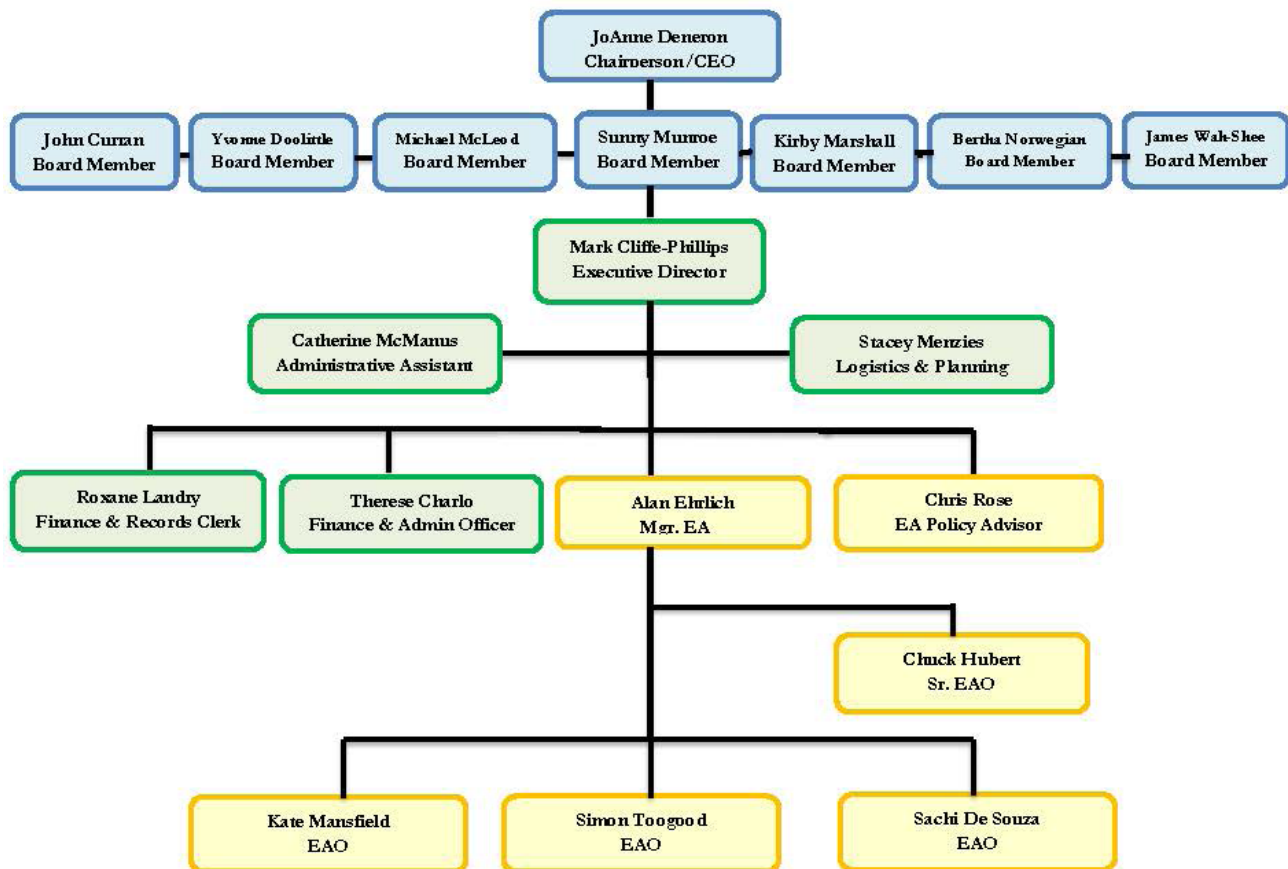 JoAnne Deneron
Chairperson/CEO
John Curran
Board Member
Yvonne Doolittle
Board Member
Michael McLeod
Board Member
Sunny Munroe
Board Member
Kirby Marshall
Board Member
Bertha Norwegian
Board Member
James Wah-Shee
Board Member
Mark Cliffe-Phillips
Executive Director
Catherine McManus
Administrative Assistant
Stacey Menzies
Logistics & Planning
Roxane Landry
Finance & Records Clerk
Therese Charlo
Finance & Admin Officer
Alan Ehrlich
Mgr. EA
Chris Rose
EA Policy Advisor
Chuck Hubert
Sr. EAO
Kate Mansfield
EAO
Simon Toogood
EAO
Sachi De Souza
EAO